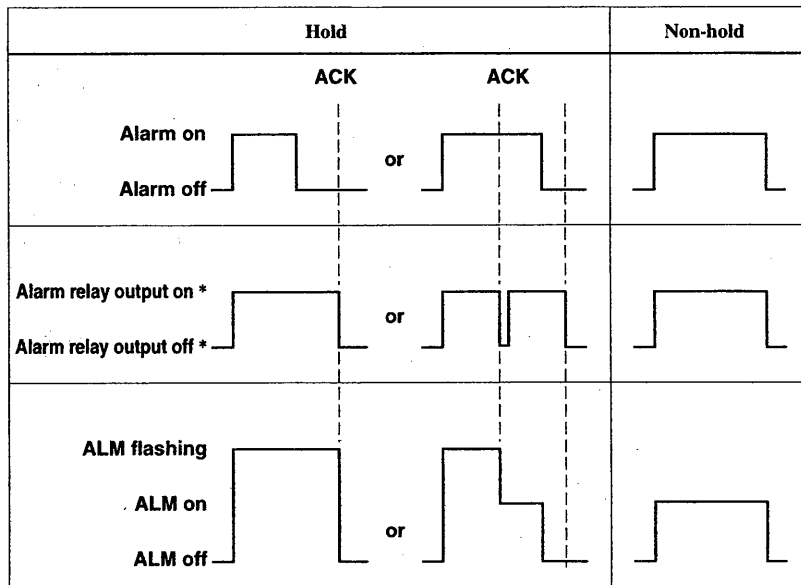 Hold Non-hold
ACK ACK
Alarm on
or
Alarm off
Alarm relay output on *
or
Alarm relay output off *
ALM flashing
ALM on
or
ALM off